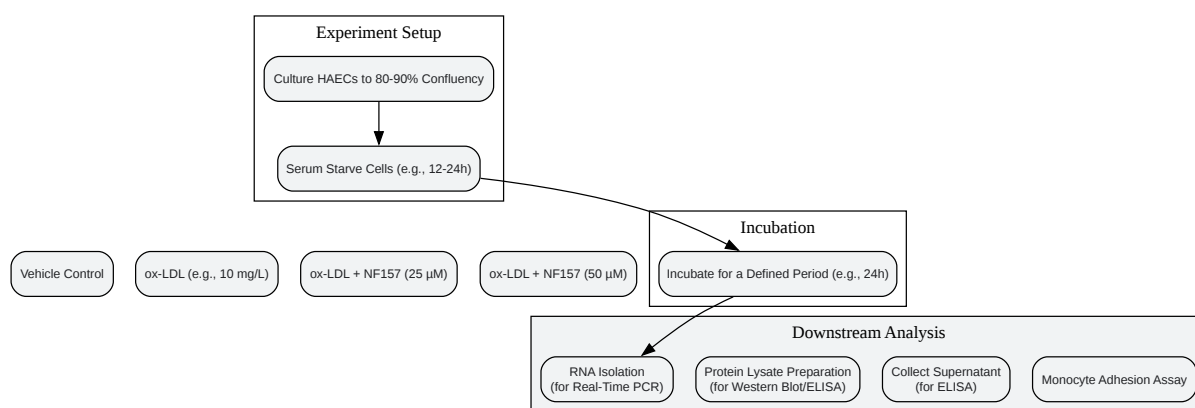 Experiment Setup
Culture HAECs to 80-90% Confluency
Serum Starve Cells (e.g., 12-24h)
Incubation
Vehicle Control
ox-LDL (e.g., 10 mg/L)
ox-LDL + NF157 (25 µM)
ox-LDL + NF157 (50 µM)
Incubate for a Defined Period (e.g., 24h)
Downstream Analysis
RNA Isolation
(for Real-Time PCR)
Protein Lysate Preparation
(for Western Blot/ELISA)
Collect Supernatant
(for ELISA)
Monocyte Adhesion Assay